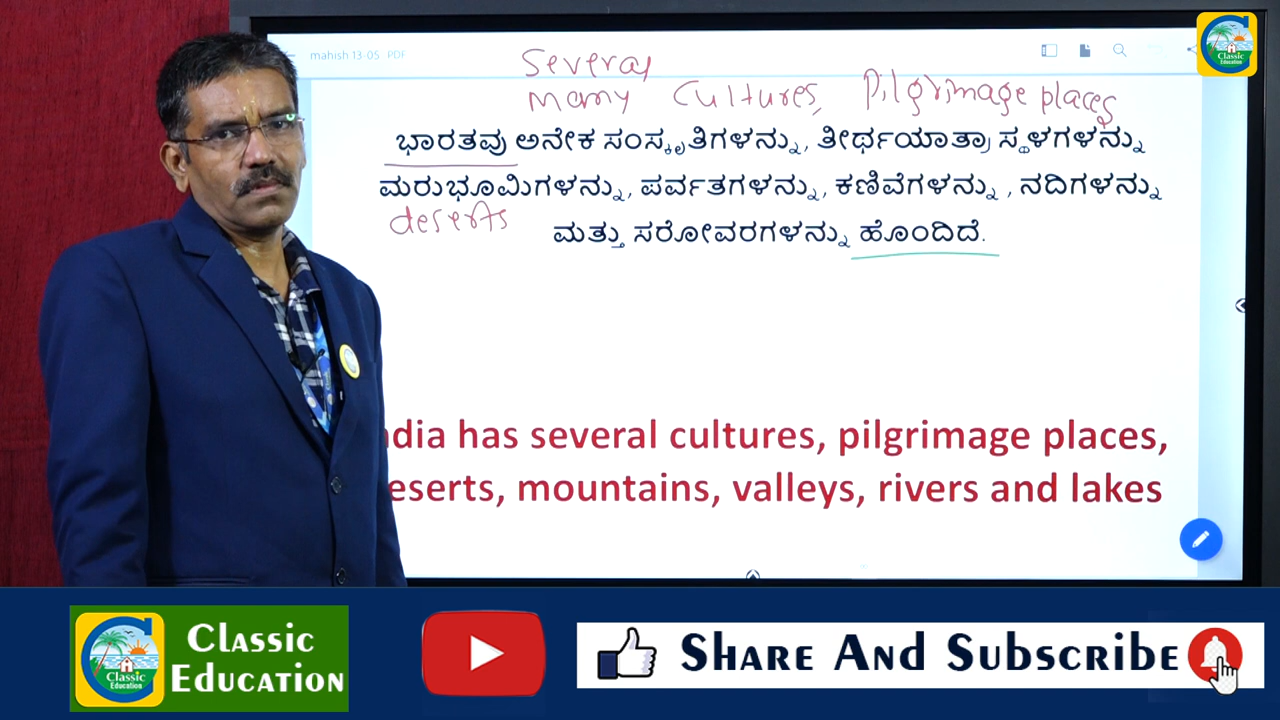 mahish 13-05 PDF
Several
Many Cultures, Pilgrimage places
ಭಾರತವು ಅನೇಕ ಸಂಸ್ಕೃತಿಗಳನ್ನು, ತೀರ್ಥಯಾತ್ರಾ ಸ್ಥಳಗಳನ್ನು
ಮರುಭೂಮಿಗಳನ್ನು, ಪರ್ವತಗಳನ್ನು, ಕಣಿವೆಗಳನ್ನು , ನದಿಗಳನ್ನು
deserts
ಮತ್ತು ಸರೋವರಗಳನ್ನು ಹೊಂದಿದೆ.
ndia has several cultures, pilgrimage places,
eserts, mountains, valleys, rivers and lakes
Classic
Education
Classic
Education
Classic
Education
Share And Subscribe